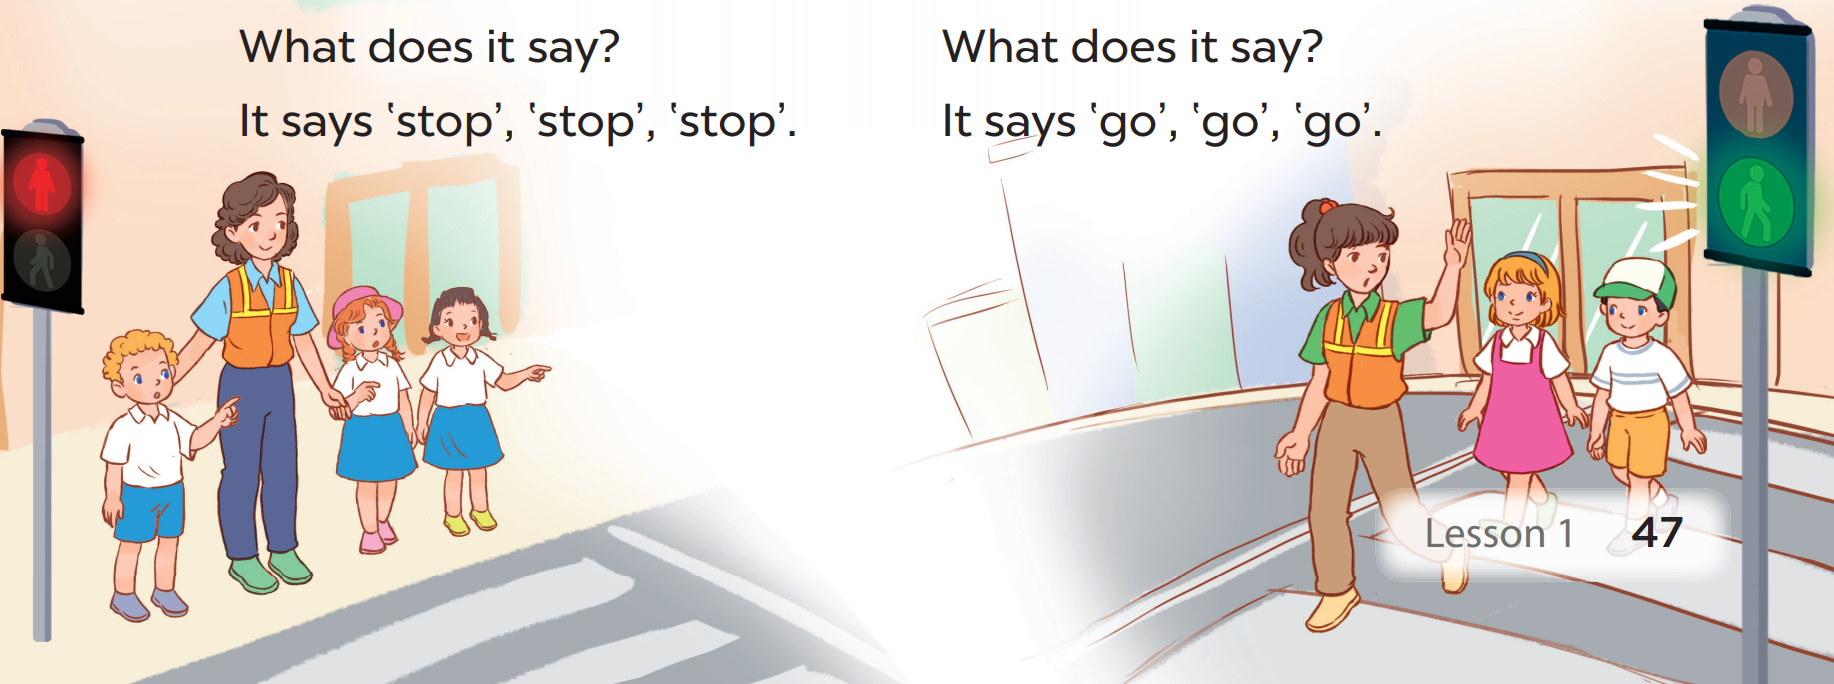 What does it say?
It says ‘stop’, ‘stop’, ‘stop’.
What does it say?
It says ‘go’, ‘go’, ‘go’.
Lesson 1 47